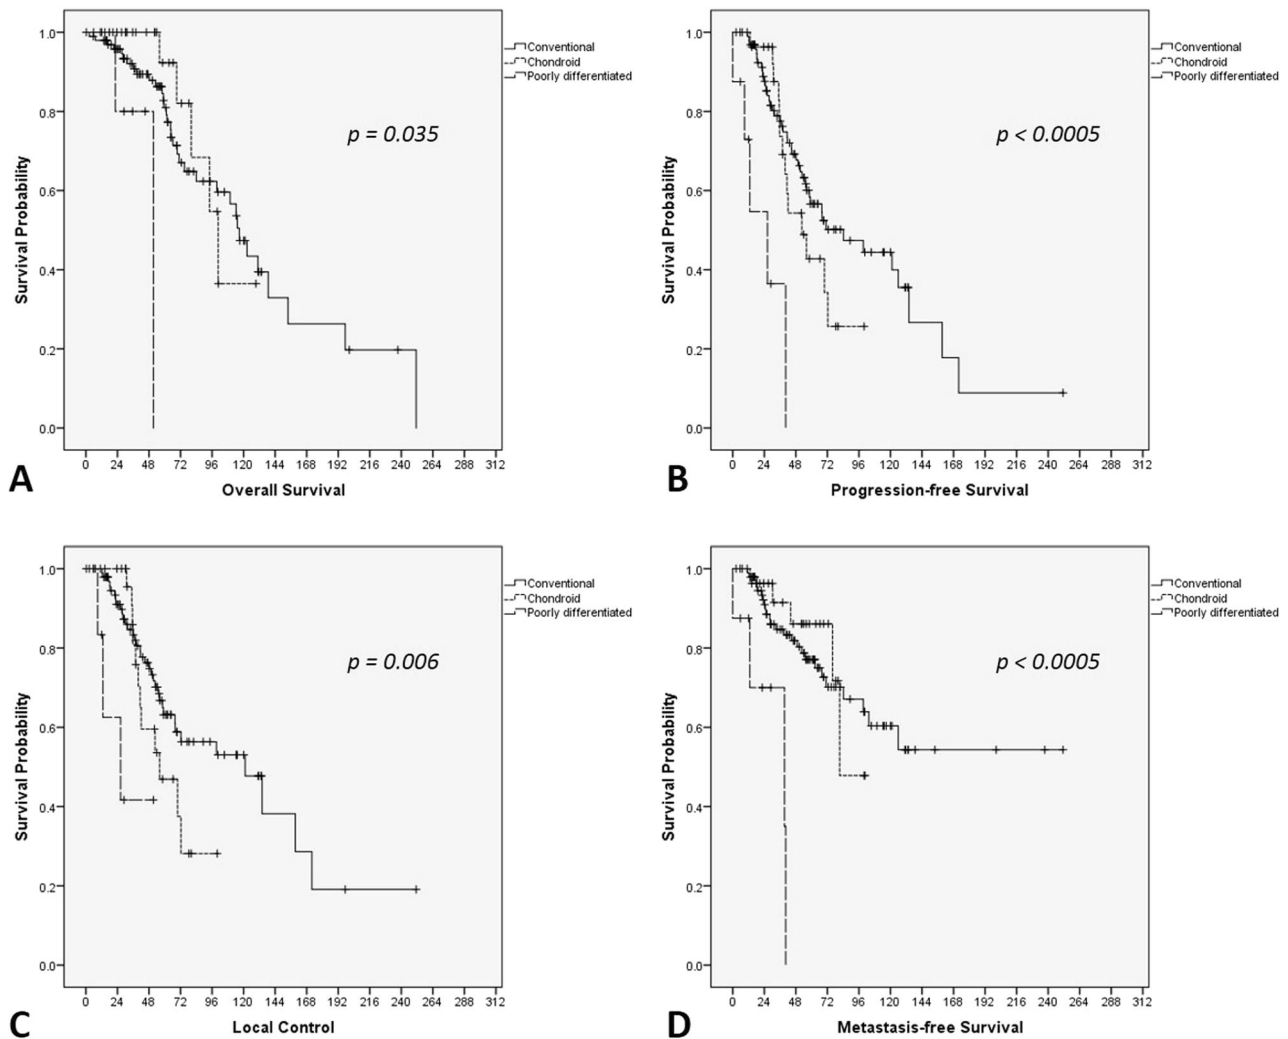 Survival Probability
1.0
0.8
0.6
0.4
0.2
0.0
p = 0.035
Conventional
Chondroid
Poorly differentiated
0 24 48 72 96 120 144 168 192 216 240 264 288 312
A
Overall Survival
Survival Probability
1.0
0.8
0.6
0.4
0.2
0.0
p < 0.0005
Conventional
Chondroid
Poorly differentiated
0 24 48 72 96 120 144 168 192 216 240 264 288 312
B
Progression-free Survival
Survival Probability
1.0
0.8
0.6
0.4
0.2
0.0
p = 0.006
Conventional
Chondroid
Poorly differentiated
0 24 48 72 96 120 144 168 192 216 240 264 288 312
C
Local Control
Survival Probability
1.0
0.8
0.6
0.4
0.2
0.0
p < 0.0005
Conventional
Chondroid
Poorly differentiated
0 24 48 72 96 120 144 168 192 216 240 264 288 312
D
Metastasis-free Survival